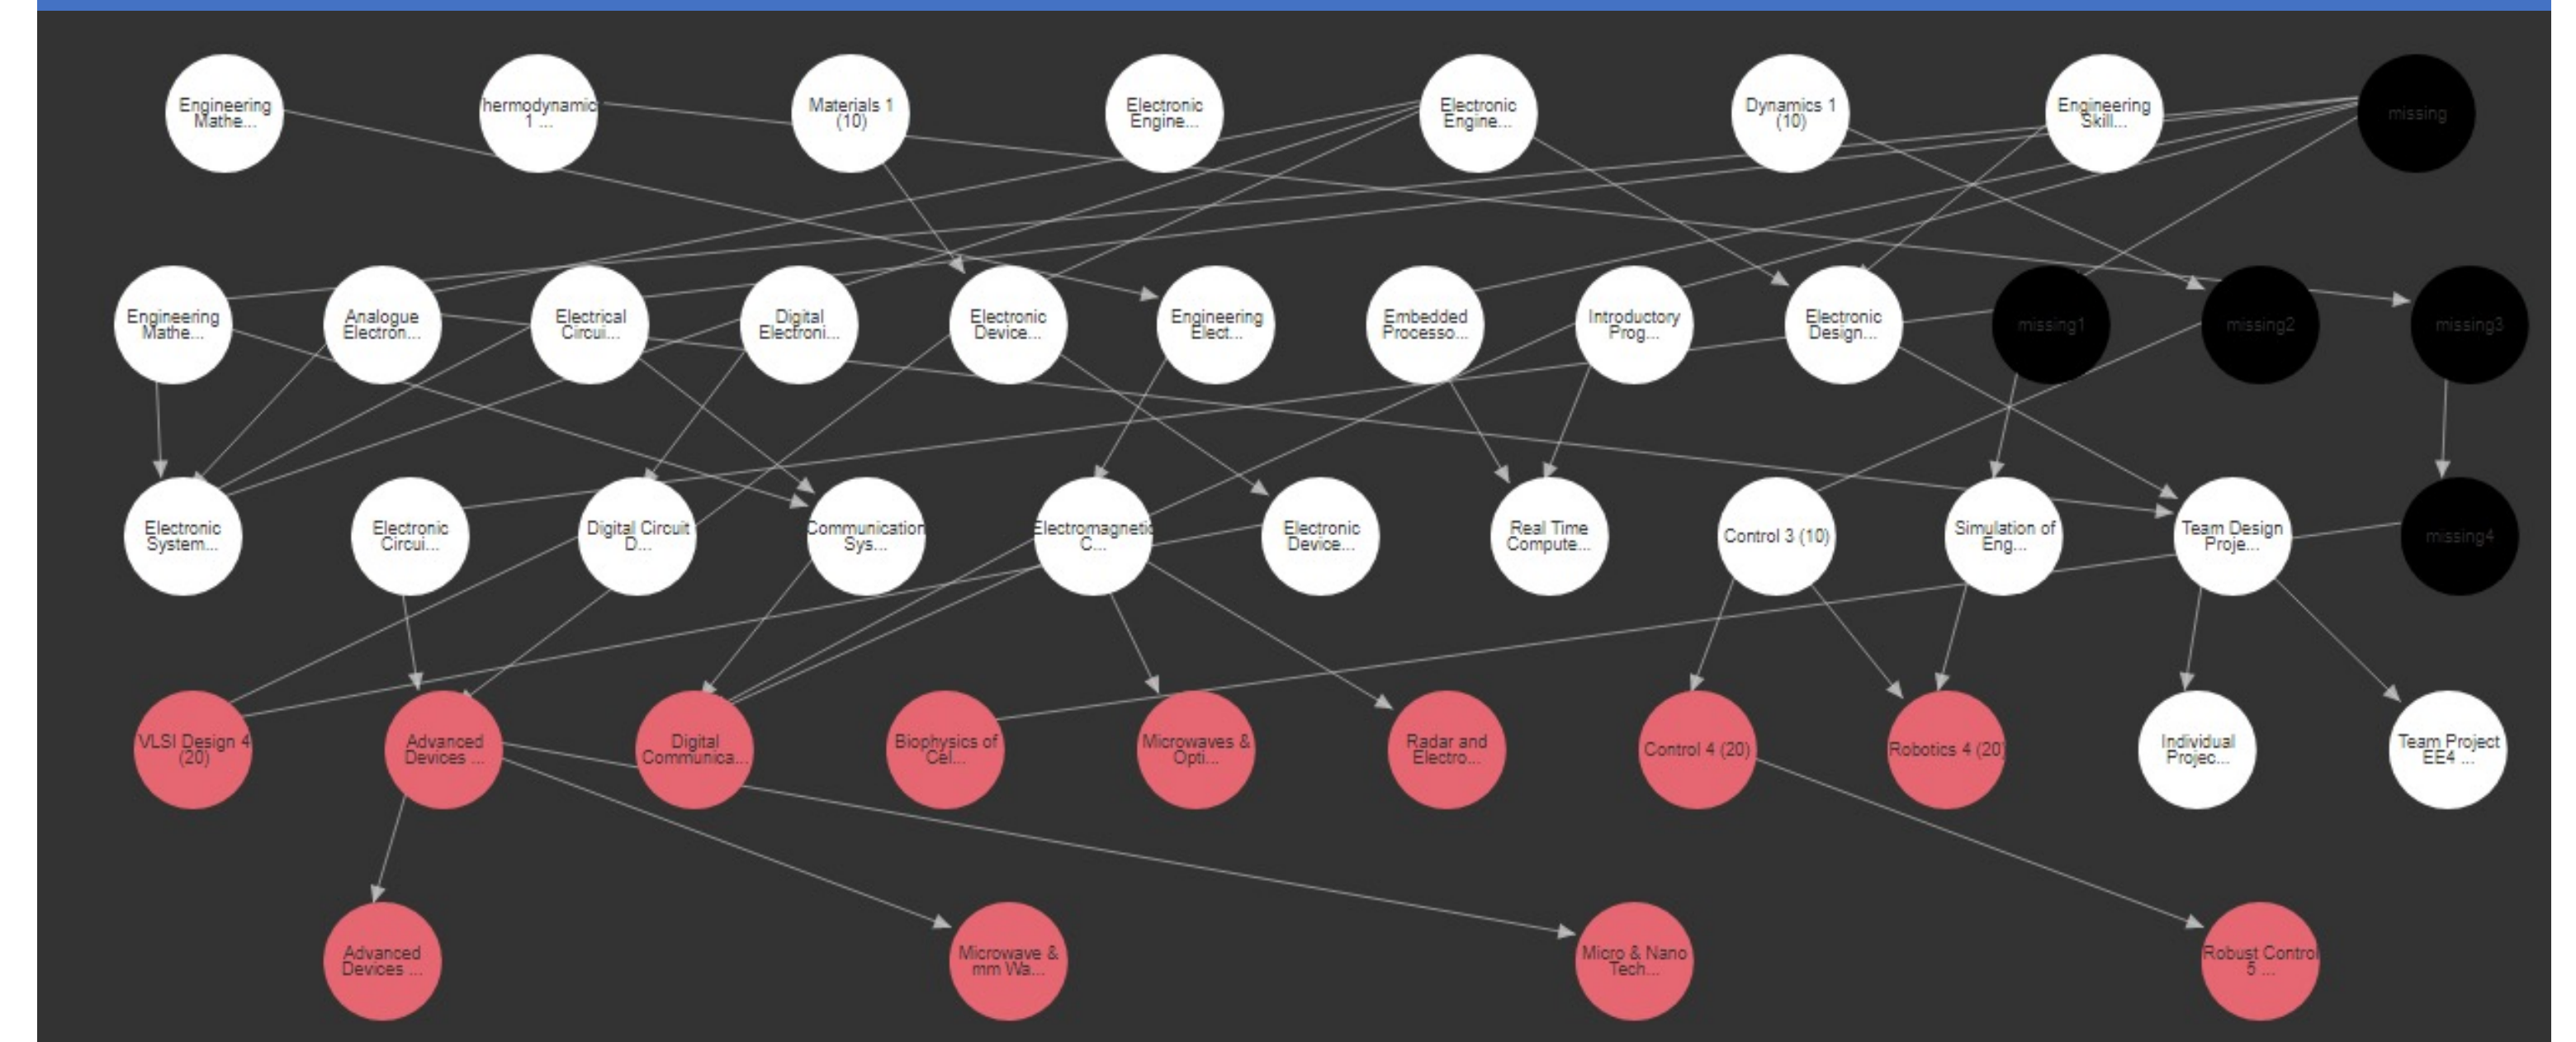 Engineering
Mathe...
hermodynamic
1 ...
Materials 1
(10)
Electronic
Engine...
Electronic
Engine...
Dynamics 1
(10)
Engineering
Skill...
missing
Engineering
Mathe...
Analogue
Electron...
Electrical
Circui...
Digital
Electroni...
Electronic
Device...
Engineering
Elect...
Embedded
Processo...
Introductory
Prog...
Electronic
Design...
missing1
missing2
missing3
Electronic
System...
Electronic
Circui...
Digital Circuit
D...
Communication
Sys...
Electromagnetic
C...
Electronic
Device...
Real Time
Compute...
Control 3 (10)
Simulation of
Eng...
Team Design
Proje...
missing4
VLSI Design 4
(20)
Advanced
Devices ...
Digital
Communica...
Biophysics of
Cel...
Microwaves &
Opti...
Radar and
Electro...
Control 4 (20)
Robotics 4 (20)
Individual
Projec...
Team Project
EE4 ...
Advanced
Devices ...
Microwave &
mm Wa...
Micro & Nano
Tech...
Robust Control
5 ...